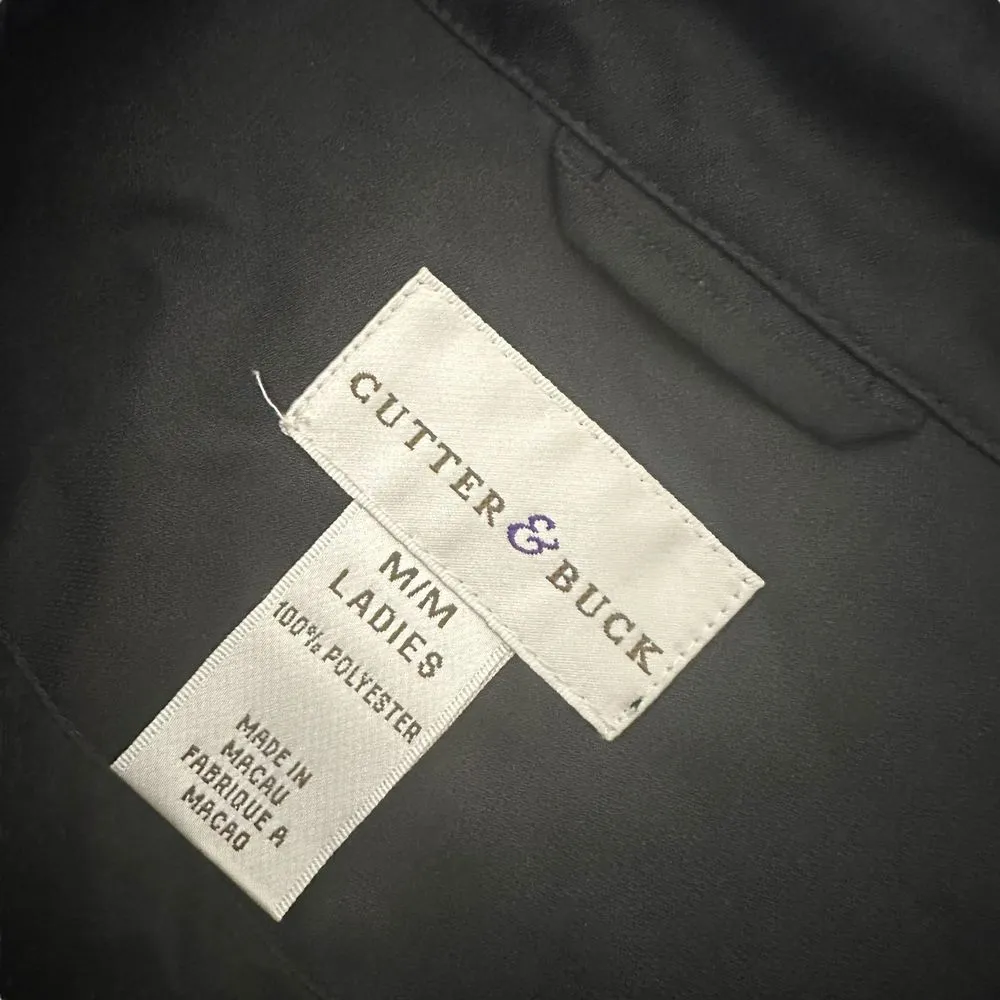 CUTTER & BUCK
M/M
LADIES
100% POLYESTER
MADE IN
MACAU
FABRIQUE A
MACAO